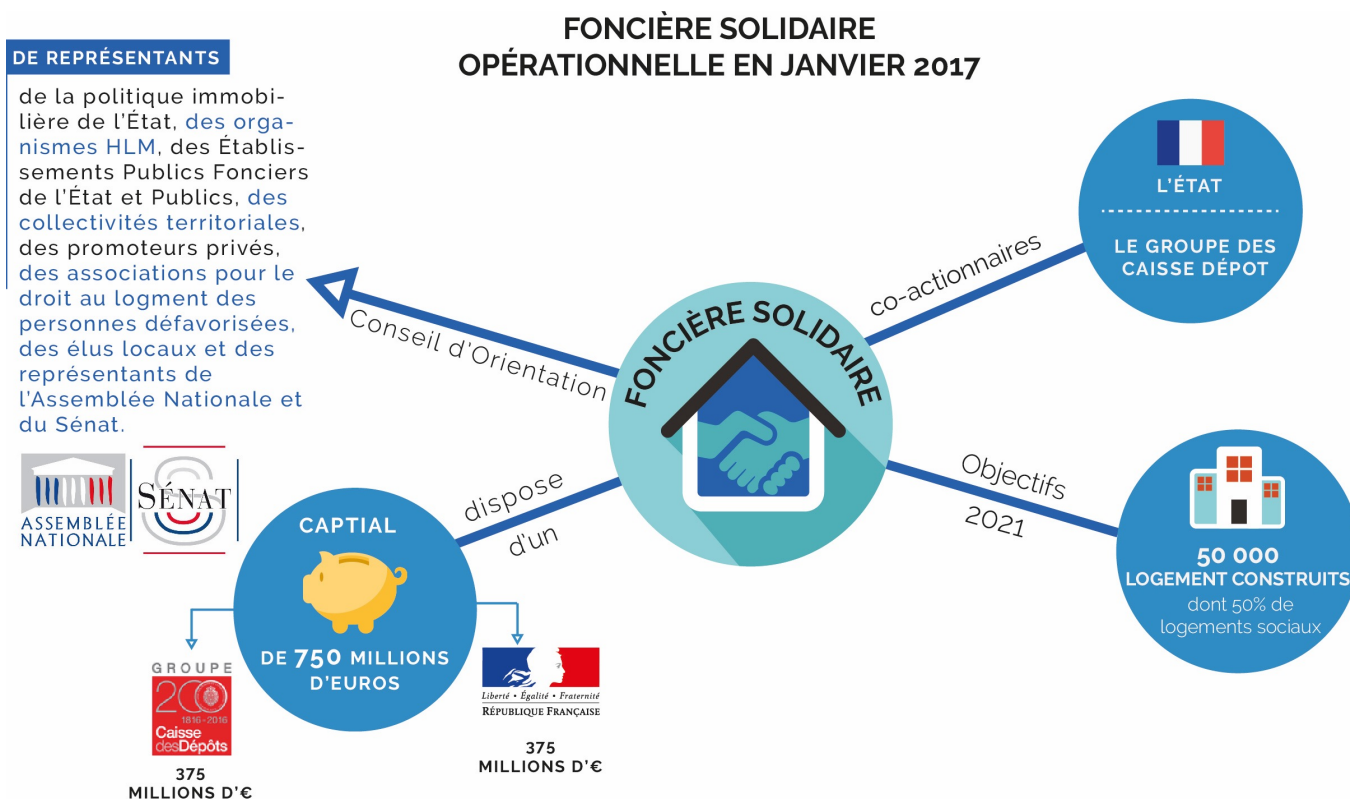 FONCIÈRE SOLIDAIRE
OPÉRATIONNELLE EN JANVIER 2017
DE REPRÉSENTANTS
de la politique immobi-
lière de l'État, des orga-
nismes HLM, des Établis-
sements Publics Fonciers
de l'État et Publics, des
collectivités territoriales,
des promoteurs privés,
des associations pour le
droit au logment des
personnes défavorisées,
des élus locaux et des
représentants de
l'Assemblée Nationale et
du Sénat.
ASSEMBLÉE
NATIONALE
SÉNAT
Conseil d'Orientation
FONCIÈRE SOLIDAIRE
co-actionnaires
L'ÉTAT
LE GROUPE DES
CAISSE DÉPOT
Objectifs
2021
50 000
LOGEMENT CONSTRUITS
dont 50% de
logements sociaux
dispose
d'un
CAPTIAL
DE 750 MILLIONS
D'EUROS
GROUPE
200
1816-2016
Caisse
desDépôts
375
MILLIONS D'€
Liberté • Égalité • Fraternité
RÉPUBLIQUE FRANÇAISE
375
MILLIONS D'€